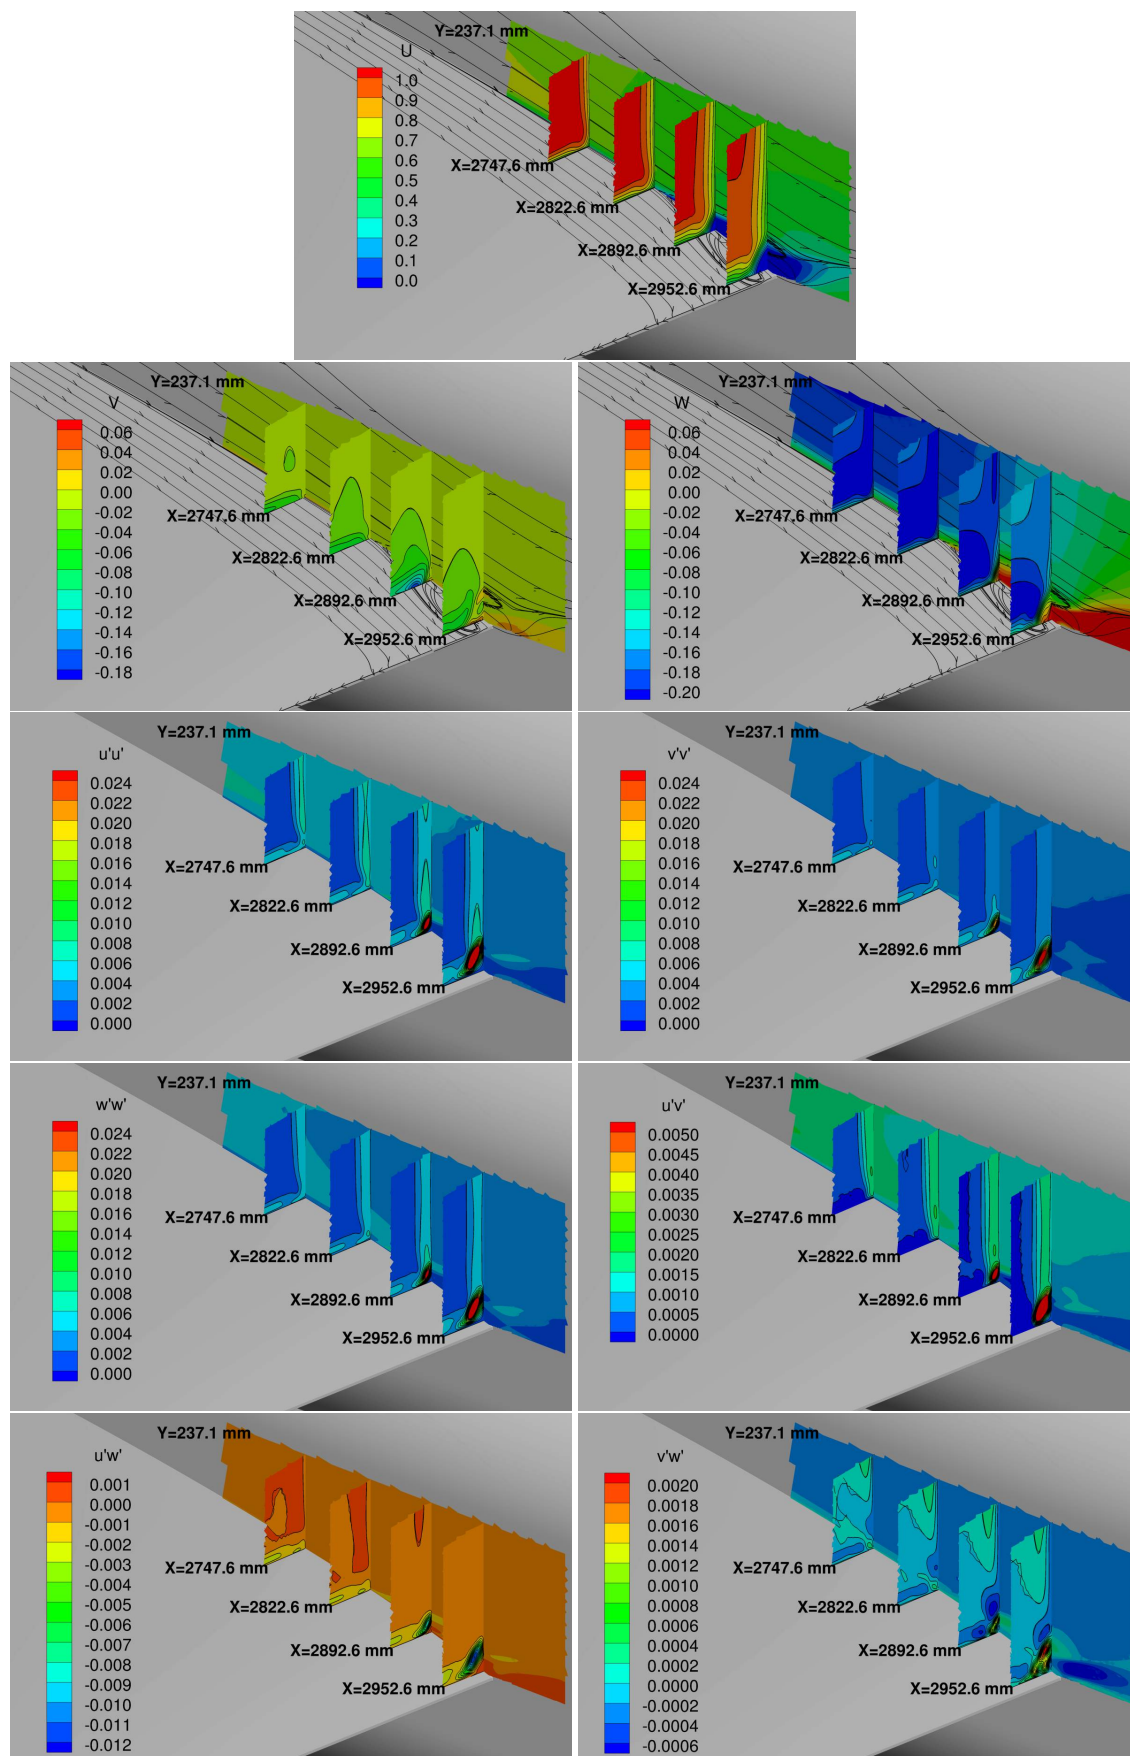 Y=237.1 mm
U
1.0
0.9
0.8
0.7
0.6
0.5
0.4
0.3
0.2
0.1
0.0
X=2747.6 mm
X=2822.6 mm
X=2892.6 mm
X=2952.6 mm
Y=237.1 mm
V
0.06
0.04
0.02
0.00
-0.02
-0.04
-0.06
-0.08
-0.10
-0.12
-0.14
-0.16
-0.18
X=2747.6 mm
X=2822.6 mm
X=2892.6 mm
X=2952.6 mm
Y=237.1 mm
W
0.06
0.04
0.02
0.00
-0.02
-0.04
-0.06
-0.08
-0.10
-0.12
-0.14
-0.16
-0.20
X=2747.6 mm
X=2822.6 mm
X=2892.6 mm
X=2952.6 mm
Y=237.1 mm
u'u'
0.024
0.022
0.020
0.018
0.016
0.014
0.012
0.010
0.008
0.006
0.004
0.002
0.000
X=2747.6 mm
X=2822.6 mm
X=2892.6 mm
X=2952.6 mm
Y=237.1 mm
v'v'
0.024
0.022
0.020
0.018
0.016
0.014
0.012
0.010
0.008
0.006
0.004
0.002
0.000
X=2747.6 mm
X=2822.6 mm
X=2892.6 mm
X=2952.6 mm
Y=237.1 mm
w'w'
0.024
0.022
0.020
0.018
0.016
0.014
0.012
0.010
0.008
0.006
0.004
0.002
0.000
X=2747.6 mm
X=2822.6 mm
X=2892.6 mm
X=2952.6 mm
Y=237.1 mm
u'v'
0.0050
0.0045
0.0040
0.0035
0.0030
0.0025
0.0020
0.0015
0.0010
0.0005
0.0000
X=2747.6 mm
X=2822.6 mm
X=2892.6 mm
X=2952.6 mm
Y=237.1 mm
u'w'
0.001
0.000
-0.001
-0.002
-0.003
-0.004
-0.005
-0.006
-0.007
-0.008
-0.009
-0.010
-0.011
-0.012
X=2747.6 mm
X=2822.6 mm
X=2892.6 mm
X=2952.6 mm
Y=237.1 mm
v'w'
0.0020
0.0018
0.0016
0.0014
0.0012
0.0010
0.0008
0.0006
0.0004
0.0002
0.0000
-0.0002
-0.0004
-0.0006
X=2747.6 mm
X=2822.6 mm
X=2892.6 mm
X=2952.6 mm